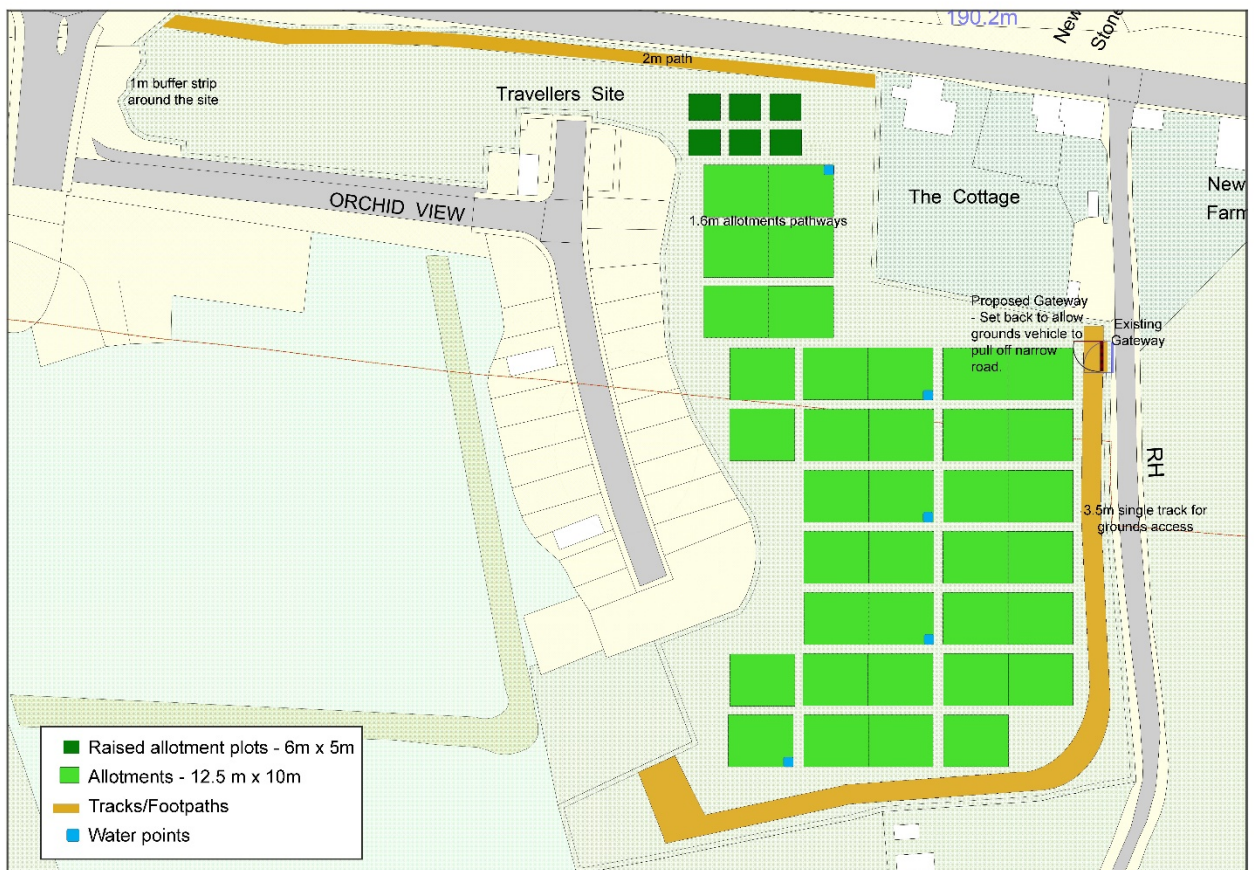 190.2m
New
Stone
2m path
1m buffer strip
around the site
Travellers Site
ORCHID VIEW
The Cottage
New
Farm
1.6m allotments pathways
Proposed Gateway
- Set back to allow
grounds vehicle to
pull off narrow
road.
Existing
Gateway
RH
3.5m single track for
grounds access
Raised allotment plots - 6m x 5m
Allotments - 12.5 m x 10m
Tracks/Footpaths
Water points